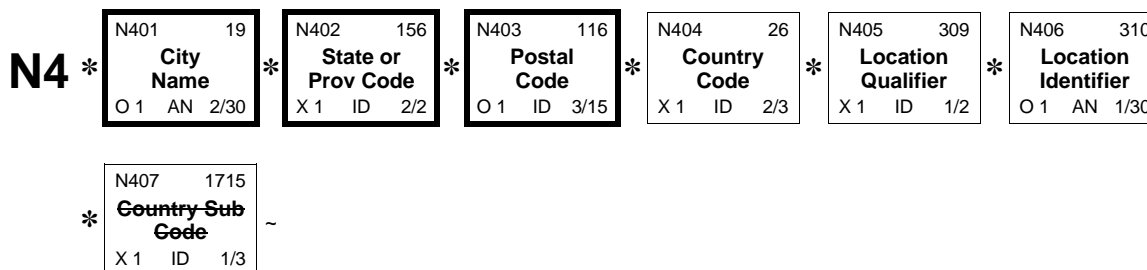 N401 19 N402 156 N403 116 N404 26 N405 309 N406 310
N4 * City Name * State or Prov Code * Postal Code * Country Code * Location Qualifier * Location Identifier
O 1 AN 2/30 X 1 ID 2/2 O 1 ID 3/15 X 1 ID 2/3 X 1 ID 1/2 O 1 AN 1/30
N407 1715
* Country Sub Code ~
X 1 ID 1/3